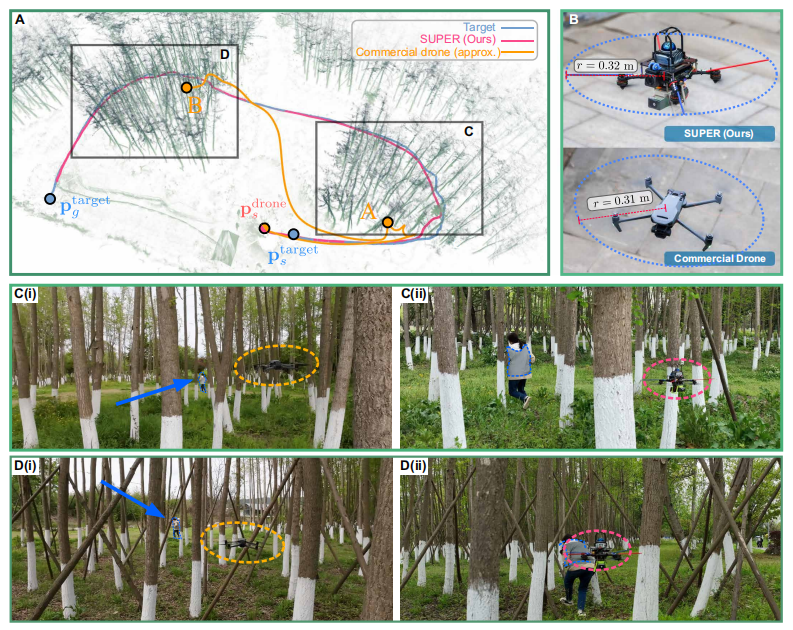 A
Target
SUPER (Ours)
Commercial drone (approx.)
D
B
C
A
p_g^target
p_s^drone
p_s^target
B
r = 0.32 m
SUPER (Ours)
r = 0.31 m
Commercial Drone
C(i)
C(ii)
D(i)
D(ii)